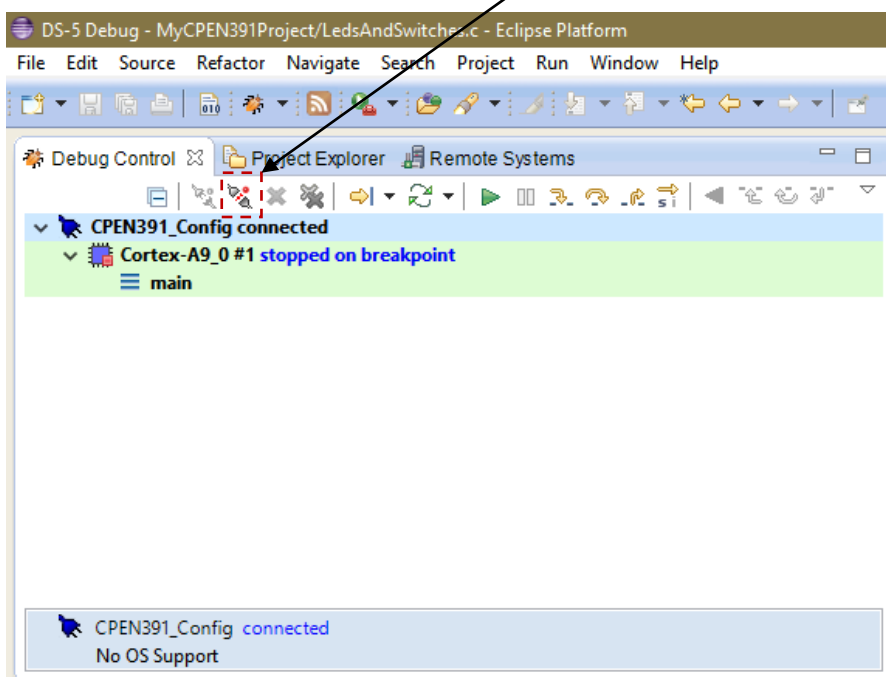 DS-5 Debug - MyCPEN391Project/LedsAndSwitches.c - Eclipse Platform
File Edit Source Refactor Navigate Search Project Run Window Help
010
Debug Control Project Explorer Remote Systems
CPEN391_Config connected
Cortex-A9_0 #1 stopped on breakpoint
main
CPEN391_Config connected
No OS Support